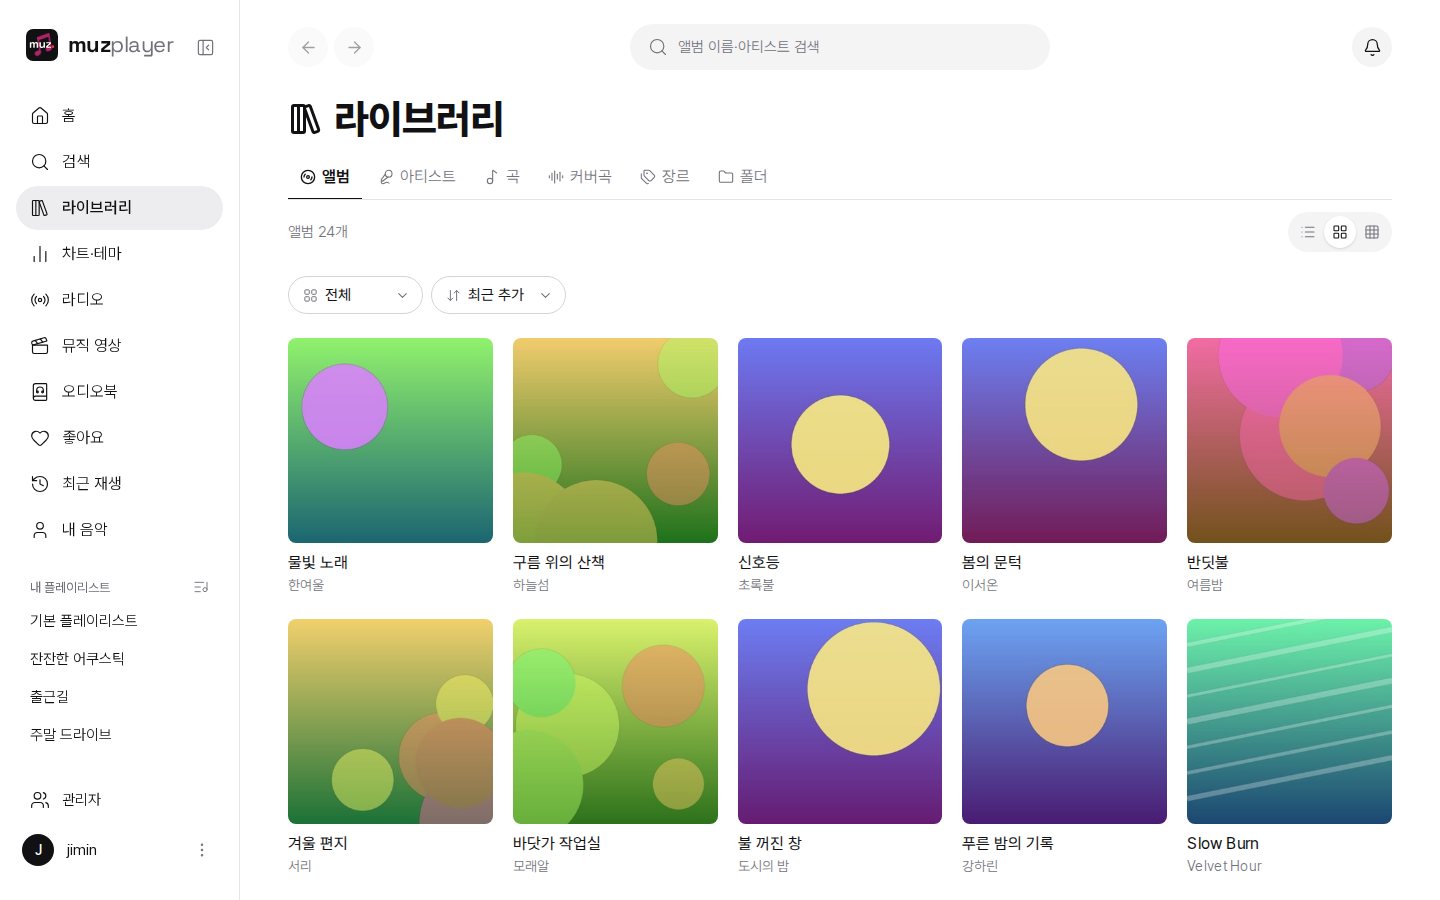 muz.
muzplayer
홈
검색
라이브러리
차트·테마
라디오
뮤직 영상
오디오북
좋아요
최근 재생
내 음악
내 플레이리스트
기본 플레이리스트
잔잔한 어쿠스틱
출근길
주말 드라이브
관리자
J jimin
앨범 이름·아티스트 검색
라이브러리
앨범 아티스트 곡 커버곡 장르 폴더
앨범 24개
전체 최근 추가
물빛 노래 구름 위의 산책 신호등 봄의 문턱 반딧불
한여울 하늘섬 초록불 이서온 여름밤
겨울 편지 바닷가 작업실 불 꺼진 창 푸른 밤의 기록 Slow Burn
서리 모래알 도시의 밤 강하린 Velvet Hour